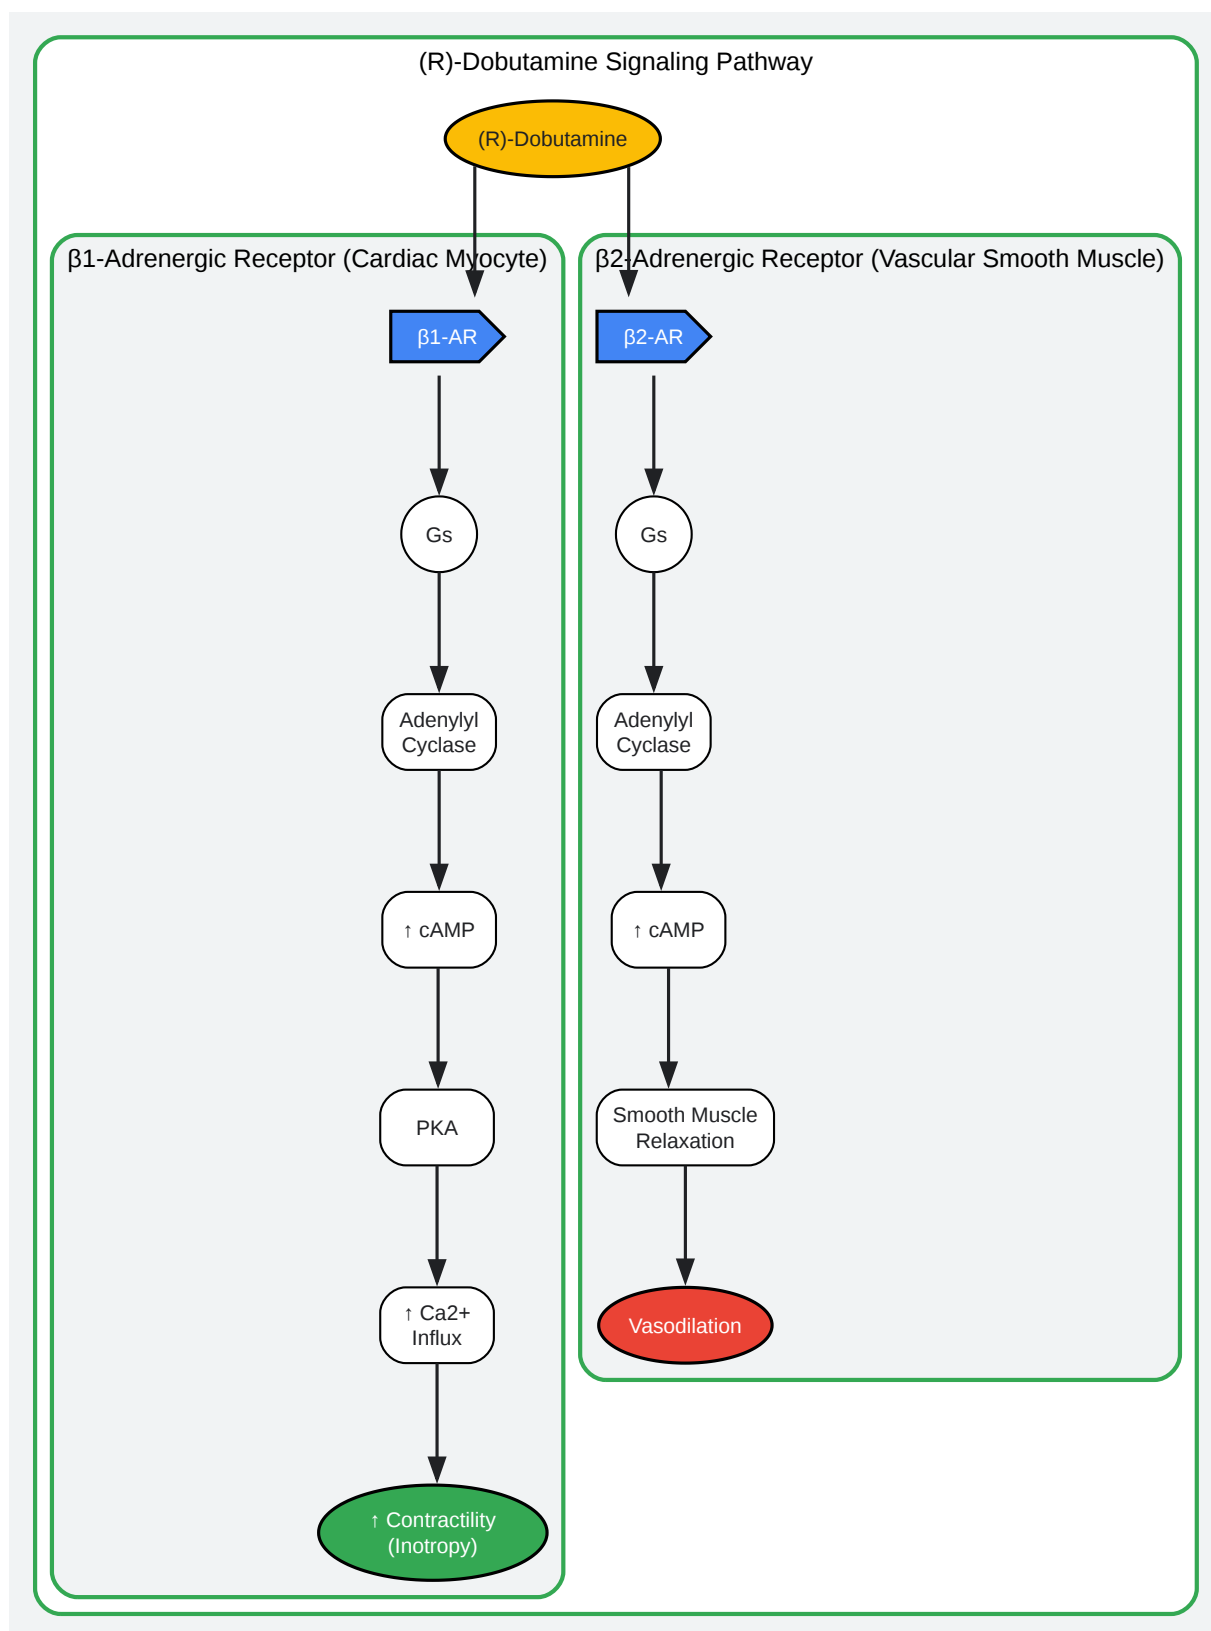 (R)-Dobutamine Signaling Pathway
(R)-Dobutamine
β1-Adrenergic Receptor (Cardiac Myocyte)
β1-AR
Gs
Adenylyl
Cyclase
↑ cAMP
PKA
↑ Ca2+
Influx
↑ Contractility
(Inotropy)
β2-Adrenergic Receptor (Vascular Smooth Muscle)
β2-AR
Gs
Adenylyl
Cyclase
↑ cAMP
Smooth Muscle
Relaxation
Vasodilation